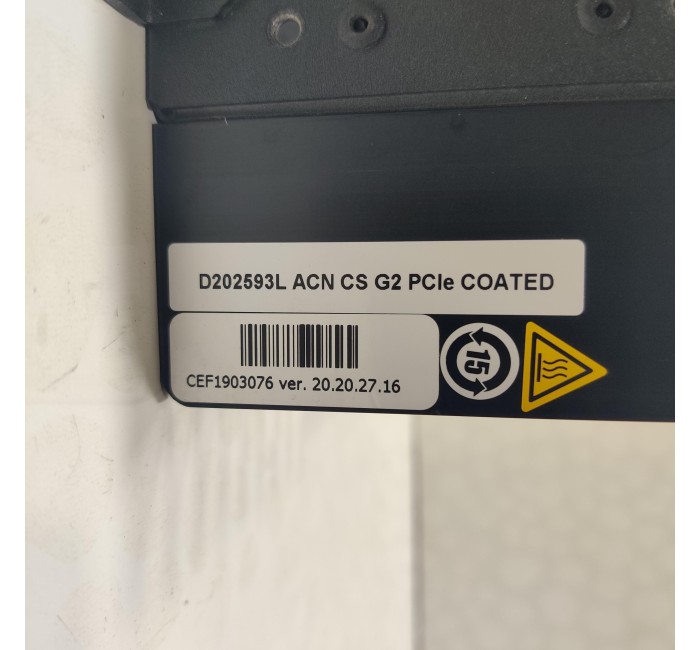 D202593L ACN CS G2 PCIe COATED
CEF1903076 ver. 20.20.27.16
15